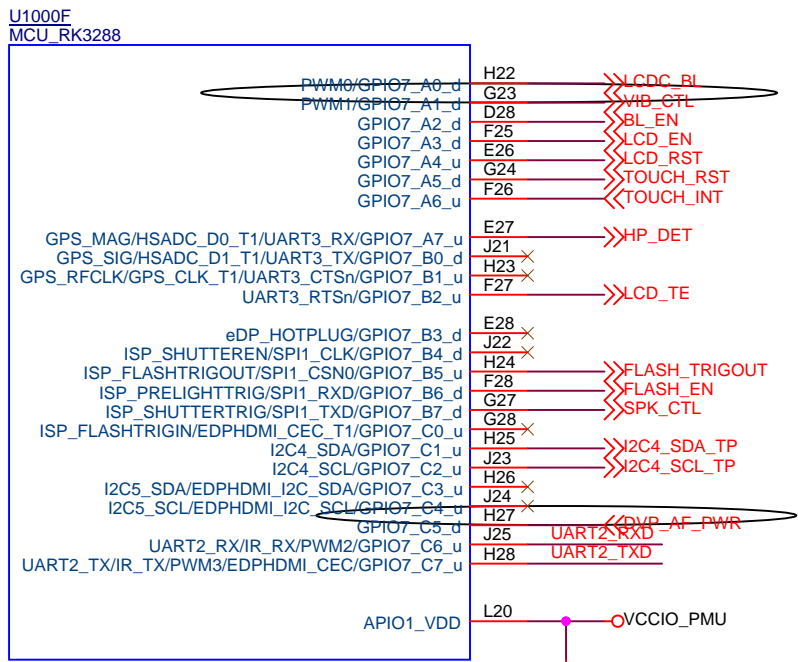 U1000F
MCU_RK3288
PWM0/GPIO7_A0_d H22 LCDC_BL
PWM1/GPIO7_A1_d G23 VIB_CTL
GPIO7_A2_d D28 BL_EN
GPIO7_A3_d F25 LCD_EN
GPIO7_A4_u E26 LCD_RST
GPIO7_A5_d G24 TOUCH_RST
GPIO7_A6_u F26 TOUCH_INT
GPS_MAG/HSADC_D0_T1/UART3_RX/GPIO7_A7_u E27 HP_DET
GPS_SIG/HSADC_D1_T1/UART3_TX/GPIO7_B0_d J21
GPS_RFCLK/GPS_CLK_T1/UART3_CTSn/GPIO7_B1_u H23
UART3_RTSn/GPIO7_B2_u F27 LCD_TE
eDP_HOTPLUG/GPIO7_B3_d E28
ISP_SHUTTEREN/SPI1_CLK/GPIO7_B4_d J22
ISP_FLASHTRIGOUT/SPI1_CSN0/GPIO7_B5_u H24 FLASH_TRIGOUT
ISP_PRELIGHTTRIG/SPI1_RXD/GPIO7_B6_d F28 FLASH_EN
ISP_SHUTTERTRIG/SPI1_TXD/GPIO7_B7_d G27 SPK_CTL
ISP_FLASHTRIGIN/EDPHDMI_CEC_T1/GPIO7_C0_u G28
I2C4_SDA/GPIO7_C1_u H25 I2C4_SDA_TP
I2C4_SCL/GPIO7_C2_u J23 I2C4_SCL_TP
I2C5_SDA/EDPHDMI_I2C_SDA/GPIO7_C3_u H26
I2C5_SCL/EDPHDMI_I2C_SCL/GPIO7_C4_u J24
GPIO7_C5_d H27 DVP_AF_PWR
UART2_RX/IR_RX/PWM2/GPIO7_C6_u J25 UART2_RXD
UART2_TX/IR_TX/PWM3/EDPHDMI_CEC/GPIO7_C7_u H28 UART2_TXD
APIO1_VDD L20 VCCIO_PMU